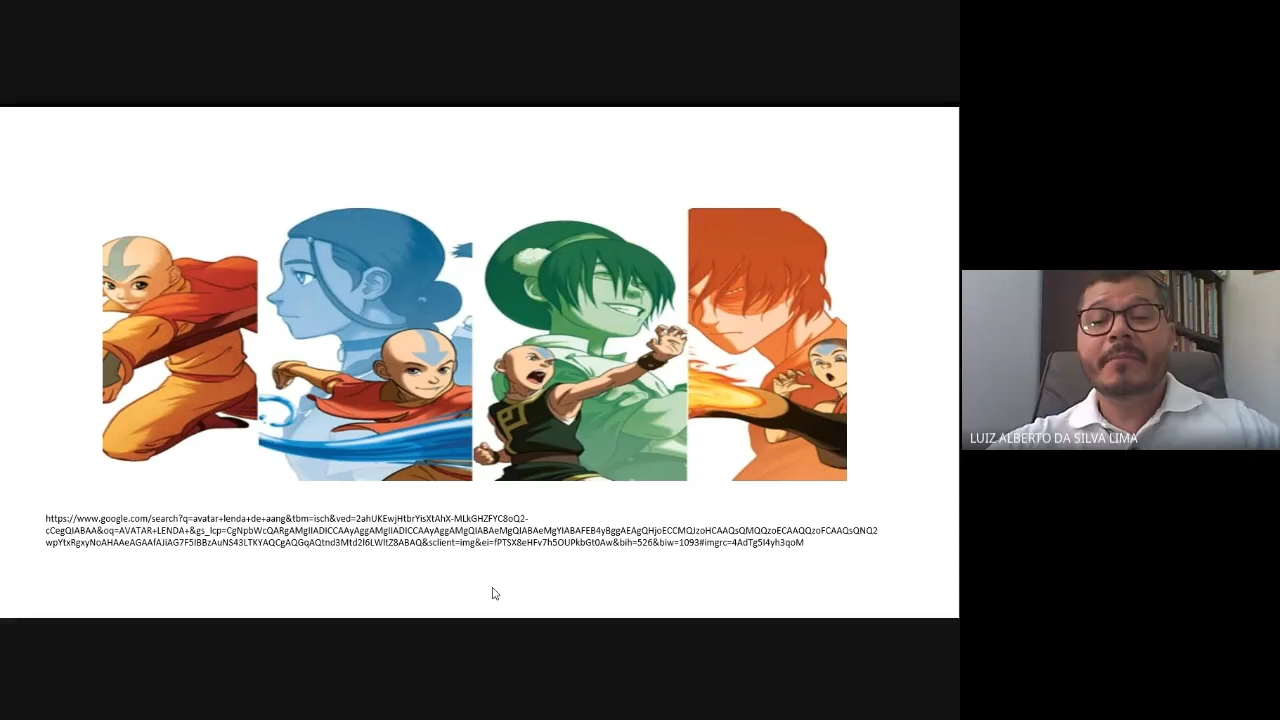 https://www.google.com/search?q=avatar+lenda+de+aang&tbm=isch&ved=2ahUKEwjHtbrYisXtAhX-MLkGHZFYC8oQ2-
cCegQIABAA&oq=AVATAR+LENDA+&gs_lcp=CgNpbWcQARgAMgIIADICCAAyAggAMgIIADICCAAyAggAMgQIABAeMgQIABAeMgYIABAFEB4yBggAEAgQHjoECCMQJzoHCAAQsQMQQzoECAAQQzoFCAAQsQNQ2
wpYtxRgxyNoAHAAeAGAAfAJiAG7F5IBBzAuNS43LTKYAQCgAQGqAQtnd3Mtd2l6LWltZ8ABAQ&sclient=img&ei=fPTSX8eHFv7h5OUPkbGt0Aw&bih=526&biw=1093#imgrc=4AdTg5I4yh3qoM
LUIZ ALBERTO DA SILVA LIMA